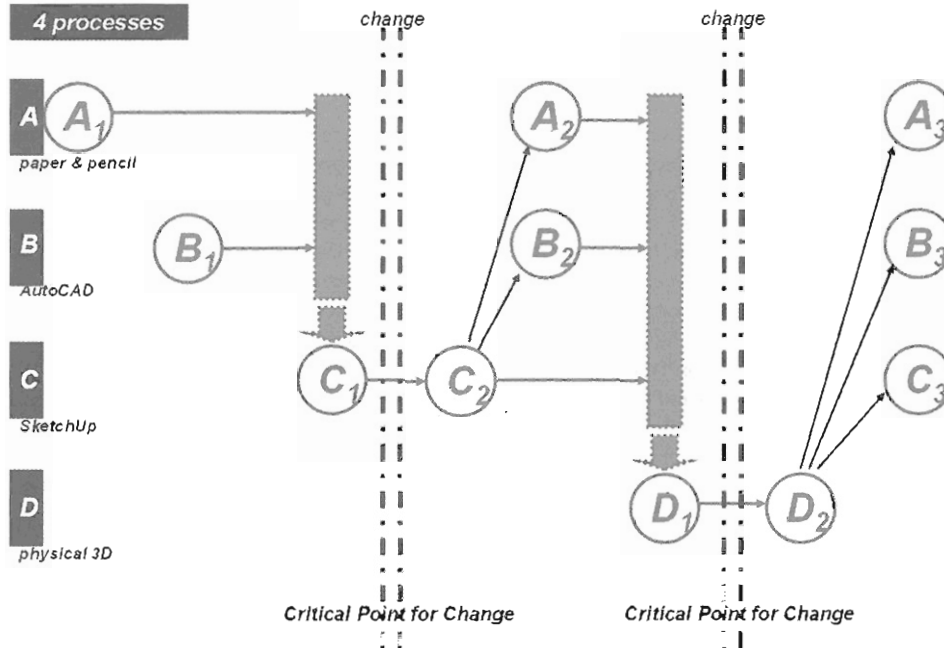 4 processes
change
change
A
A1
A2
A3
paper & pencil
B
B1
B2
B3
AutoCAD
C
C1
C2
C3
SketchUp
D
D1
D2
physical 3D
Critical Point for Change
Critical Point for Change